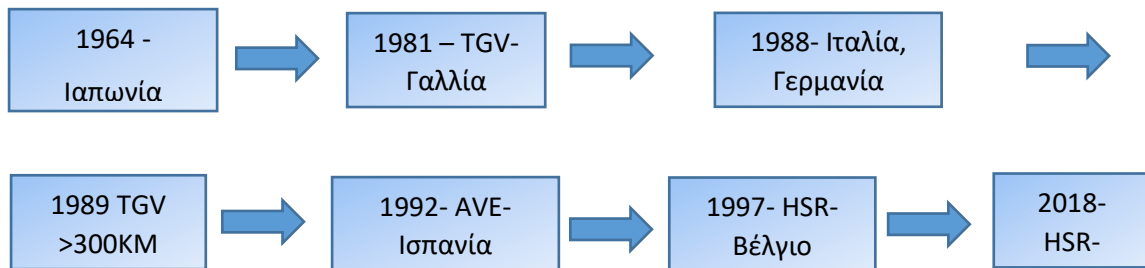 1964 -
Ιαπωνία
1981 – TGV-
Γαλλία
1988- Ιταλία,
Γερμανία
1989 TGV
>300KM
1992- AVE-
Ισπανία
1997- HSR-
Βέλγιο
2018-
HSR-